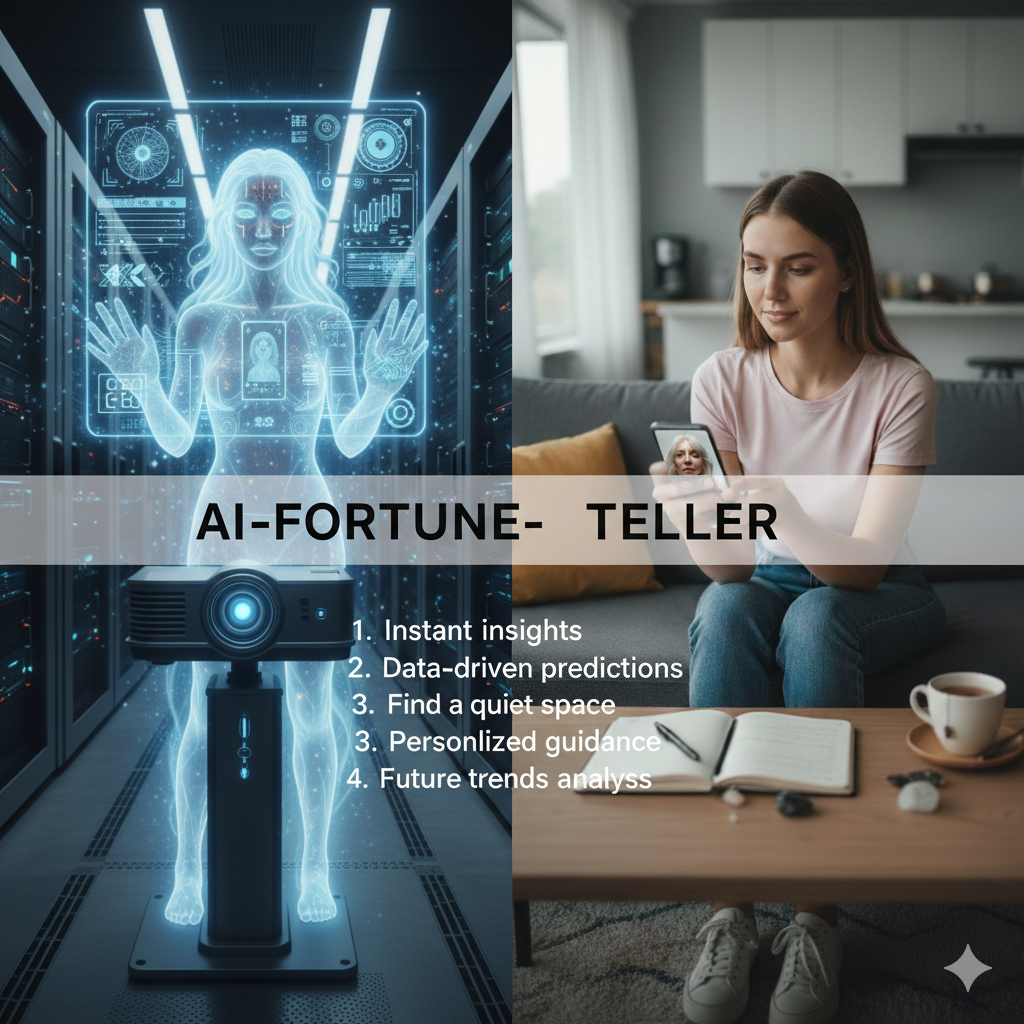 AI-FORTUNE- TELLER
1. Instant insights
2. Data-driven predictions
3. Find a quiet space
3. Personlized guidance
4. Future trends analyss